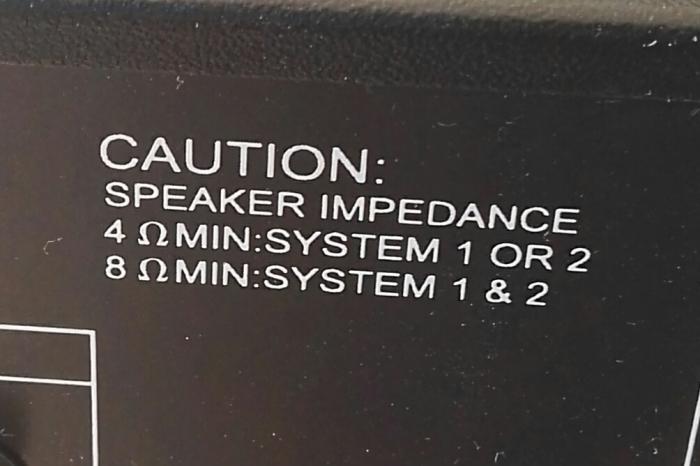 CAUTION:
SPEAKER IMPEDANCE
4 Ω MIN:SYSTEM 1 OR 2
8 Ω MIN:SYSTEM 1 & 2